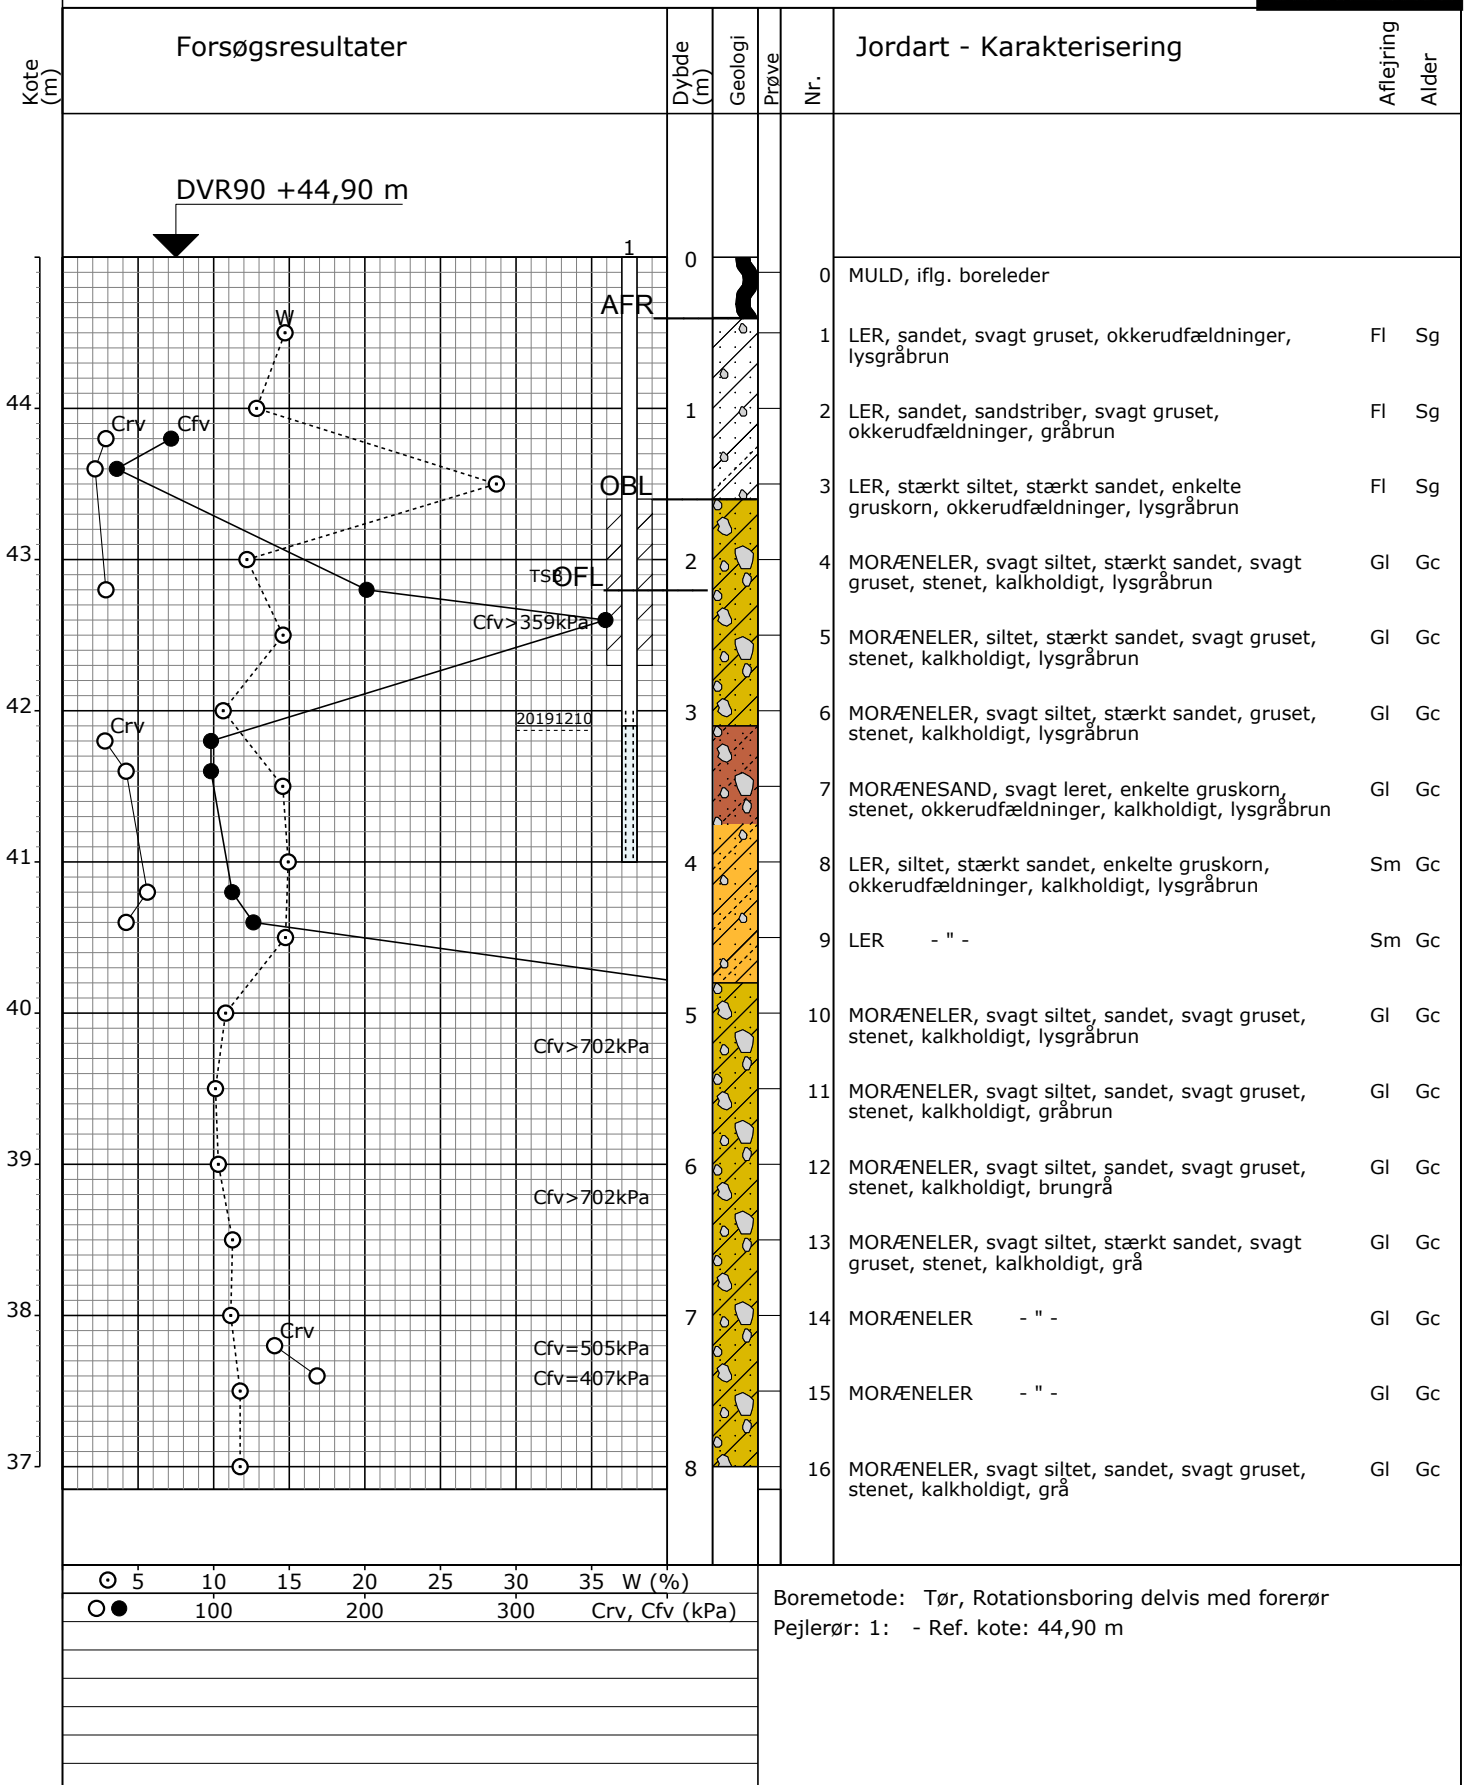 Kote (m)
Forsøgsresultater
Dybde (m)
Geologi
Prøve
Nr.
Jordart - Karakterisering
Aflejring
Alder
DVR90 +44,90 m
1
0
AFR
0 MULD, iflg. boreleder
W
1 LER, sandet, svagt gruset, okkerudfældninger, Fl Sg
lysgråbrun
44
1
Crv
Cfv
2 LER, sandet, sandstriber, svagt gruset, Fl Sg
okkerudfældninger, gråbrun
OBL
3 LER, stærkt siltet, stærkt sandet, enkelte Fl Sg
gruskorn, okkerudfældninger, lysgråbrun
43
2
TSB
OFL
4 MORÆNELER, svagt siltet, stærkt sandet, svagt Gl Gc
gruset, stenet, kalkholdigt, lysgråbrun
Cfv>359kPa
5 MORÆNELER, siltet, stærkt sandet, svagt gruset, Gl Gc
stenet, kalkholdigt, lysgråbrun
42
20191210
3
Crv
6 MORÆNELER, svagt siltet, stærkt sandet, gruset, Gl Gc
stenet, kalkholdigt, lysgråbrun
7 MORÆNESAND, svagt leret, enkelte gruskorn, Gl Gc
stenet, okkerudfældninger, kalkholdigt, lysgråbrun
41
4
8 LER, siltet, stærkt sandet, enkelte gruskorn, Sm Gc
okkerudfældninger, kalkholdigt, lysgråbrun
9 LER - " - Sm Gc
40
5
10 MORÆNELER, svagt siltet, sandet, svagt gruset, Gl Gc
stenet, kalkholdigt, lysgråbrun
Cfv>702kPa
11 MORÆNELER, svagt siltet, sandet, svagt gruset, Gl Gc
stenet, kalkholdigt, gråbrun
39
6
12 MORÆNELER, svagt siltet, sandet, svagt gruset, Gl Gc
stenet, kalkholdigt, brungrå
Cfv>702kPa
13 MORÆNELER, svagt siltet, stærkt sandet, svagt Gl Gc
gruset, stenet, kalkholdigt, grå
38
7
14 MORÆNELER - " - Gl Gc
Crv
Cfv=505kPa
Cfv=407kPa
15 MORÆNELER - " - Gl Gc
37
8
16 MORÆNELER, svagt siltet, sandet, svagt gruset, Gl Gc
stenet, kalkholdigt, grå
5 10 15 20 25 30 35 W (%)
100 200 300 Crv, Cfv (kPa)
Boremetode: Tør, Rotationsboring delvis med forerør
Pejlerør: 1: - Ref. kote: 44,90 m